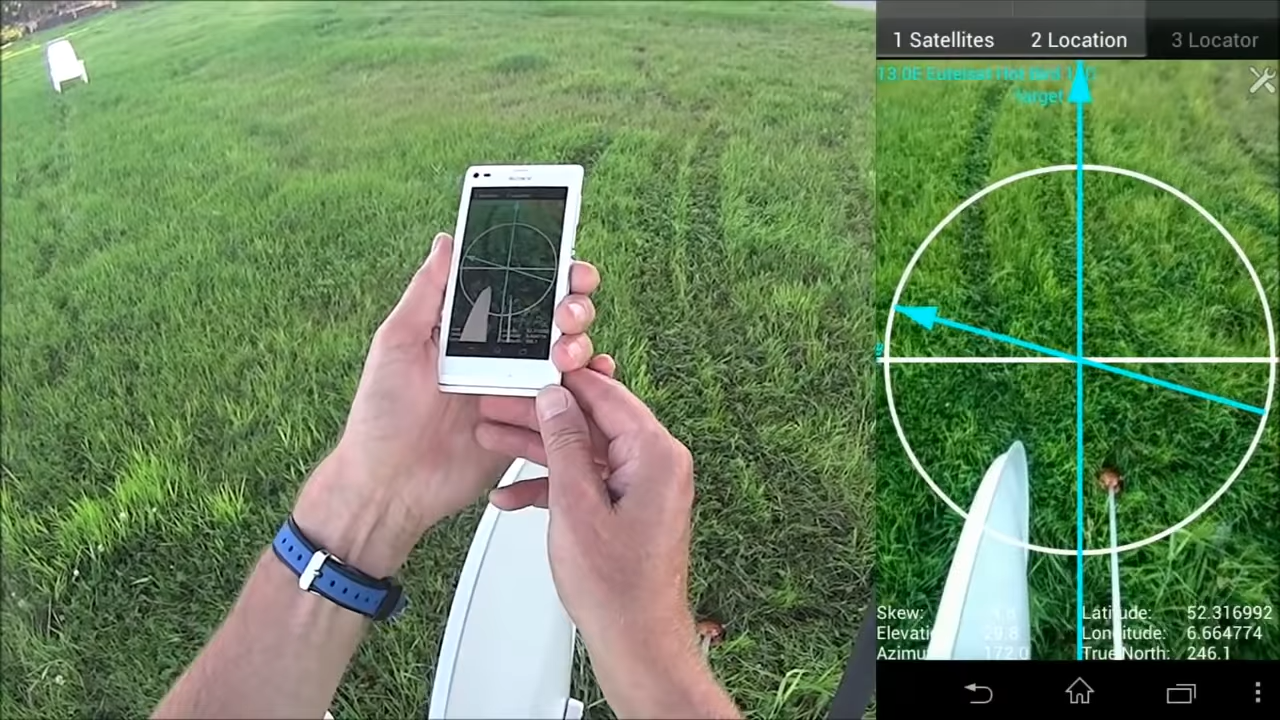 SONY
1 Satellites 2 Location 3 Locator
13.0E Eutelsat Hot Bird
Target
Skew: Latitude: 52.316992
Elevati 29.8 Longitude: 6.664774
Azimu 172.0 True North: 246.1